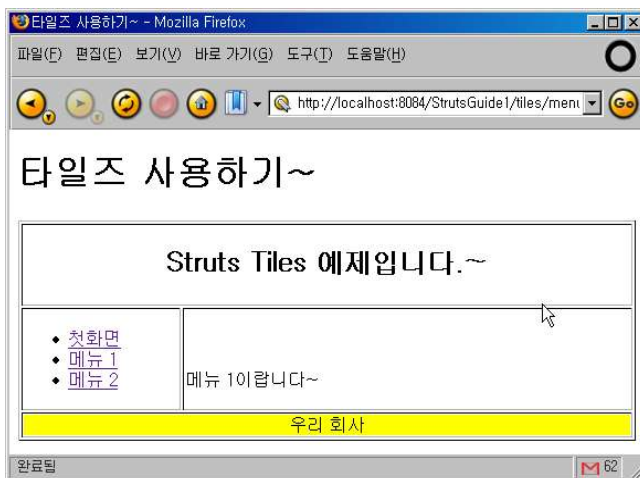 타일즈 사용하기~ - Mozilla Firefox
파일(F) 편집(E) 보기(V) 바로 가기(G) 도구(T) 도움말(H)
http://localhost:8084/StrutsGuide1/tiles/menu Go
타일즈 사용하기~
Struts Tiles 예제입니다.~
첫화면
메뉴 1
메뉴 2
메뉴 1이랍니다~
우리 회사
완료됨 62